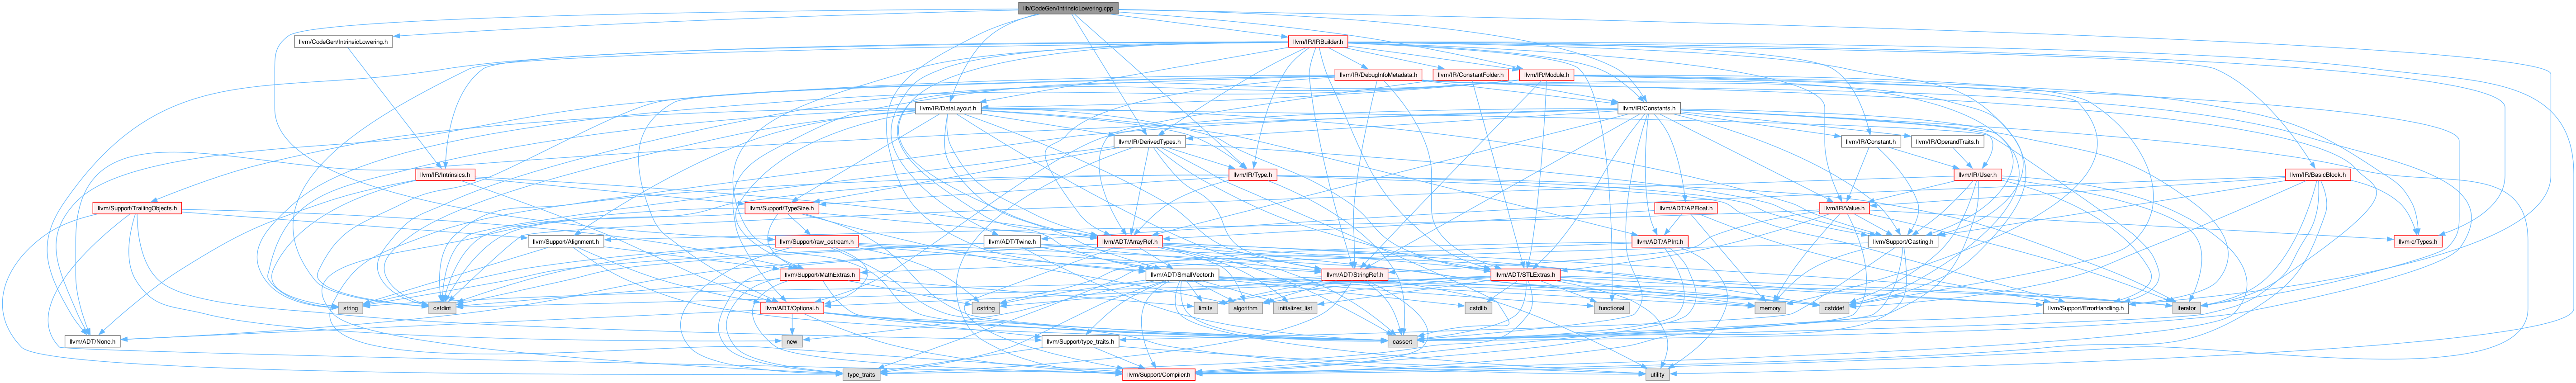 lib/CodeGen/IntrinsicLowering.cpp
llvm/CodeGen/IntrinsicLowering.h
llvm/IR/IRBuilder.h
llvm/IR/DebugInfoMetadata.h
llvm/IR/ConstantFolder.h
llvm/IR/Module.h
llvm/IR/DataLayout.h
llvm/IR/Constants.h
llvm/IR/DerivedTypes.h
llvm/IR/Constant.h
llvm/IR/OperandTraits.h
llvm/IR/Intrinsics.h
llvm/IR/Type.h
llvm/IR/User.h
llvm/IR/BasicBlock.h
llvm/Support/TrailingObjects.h
llvm/Support/TypeSize.h
llvm/ADT/APFloat.h
llvm/IR/Value.h
llvm/Support/Alignment.h
llvm/Support/raw_ostream.h
llvm/ADT/Twine.h
llvm/ADT/ArrayRef.h
llvm/ADT/APInt.h
llvm/Support/Casting.h
llvm-c/Types.h
llvm/Support/MathExtras.h
llvm/ADT/SmallVector.h
llvm/ADT/StringRef.h
llvm/ADT/STLExtras.h
string
cstdint
llvm/ADT/Optional.h
cstring
limits
algorithm
initializer_list
cstdlib
functional
memory
cstddef
llvm/Support/ErrorHandling.h
iterator
llvm/ADT/None.h
new
llvm/Support/type_traits.h
cassert
type_traits
llvm/Support/Compiler.h
utility